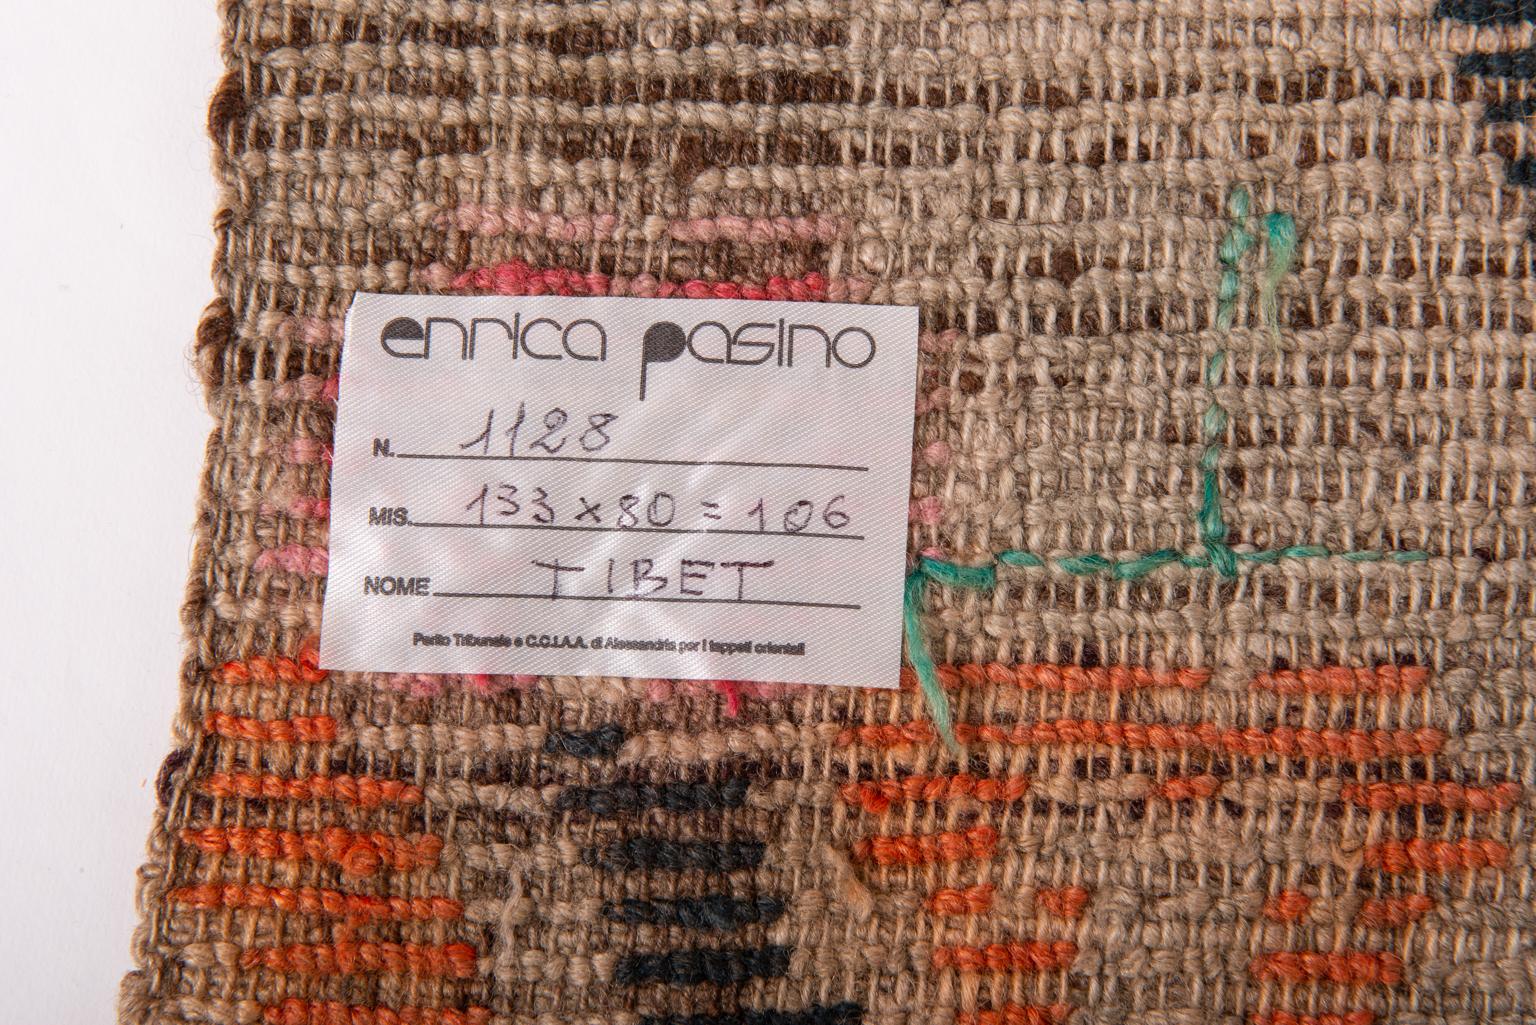 enrica pasino
N. 1128
MIS. 133 x 80 = 106
NOME TIBET
Perito Tribunale e C.C.I.A.A. di Alessandria per i tappeti orientali